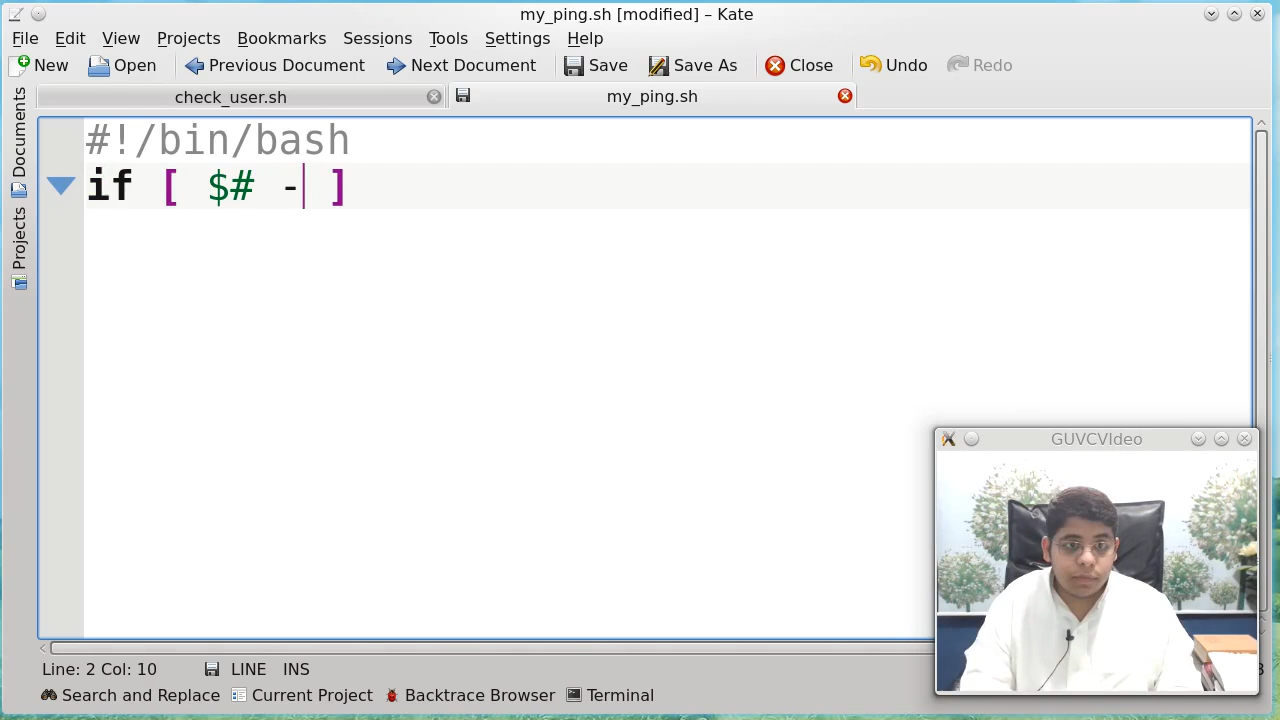 my_ping.sh [modified] – Kate
File Edit View Projects Bookmarks Sessions Tools Settings Help
New Open Previous Document Next Document Save Save As Close Undo Redo
check_user.sh my_ping.sh
Documents
Projects
#!/bin/bash
if [ $# - ]
GUVCVIdeo
Line: 2 Col: 10 LINE INS
Search and Replace Current Project Backtrace Browser Terminal